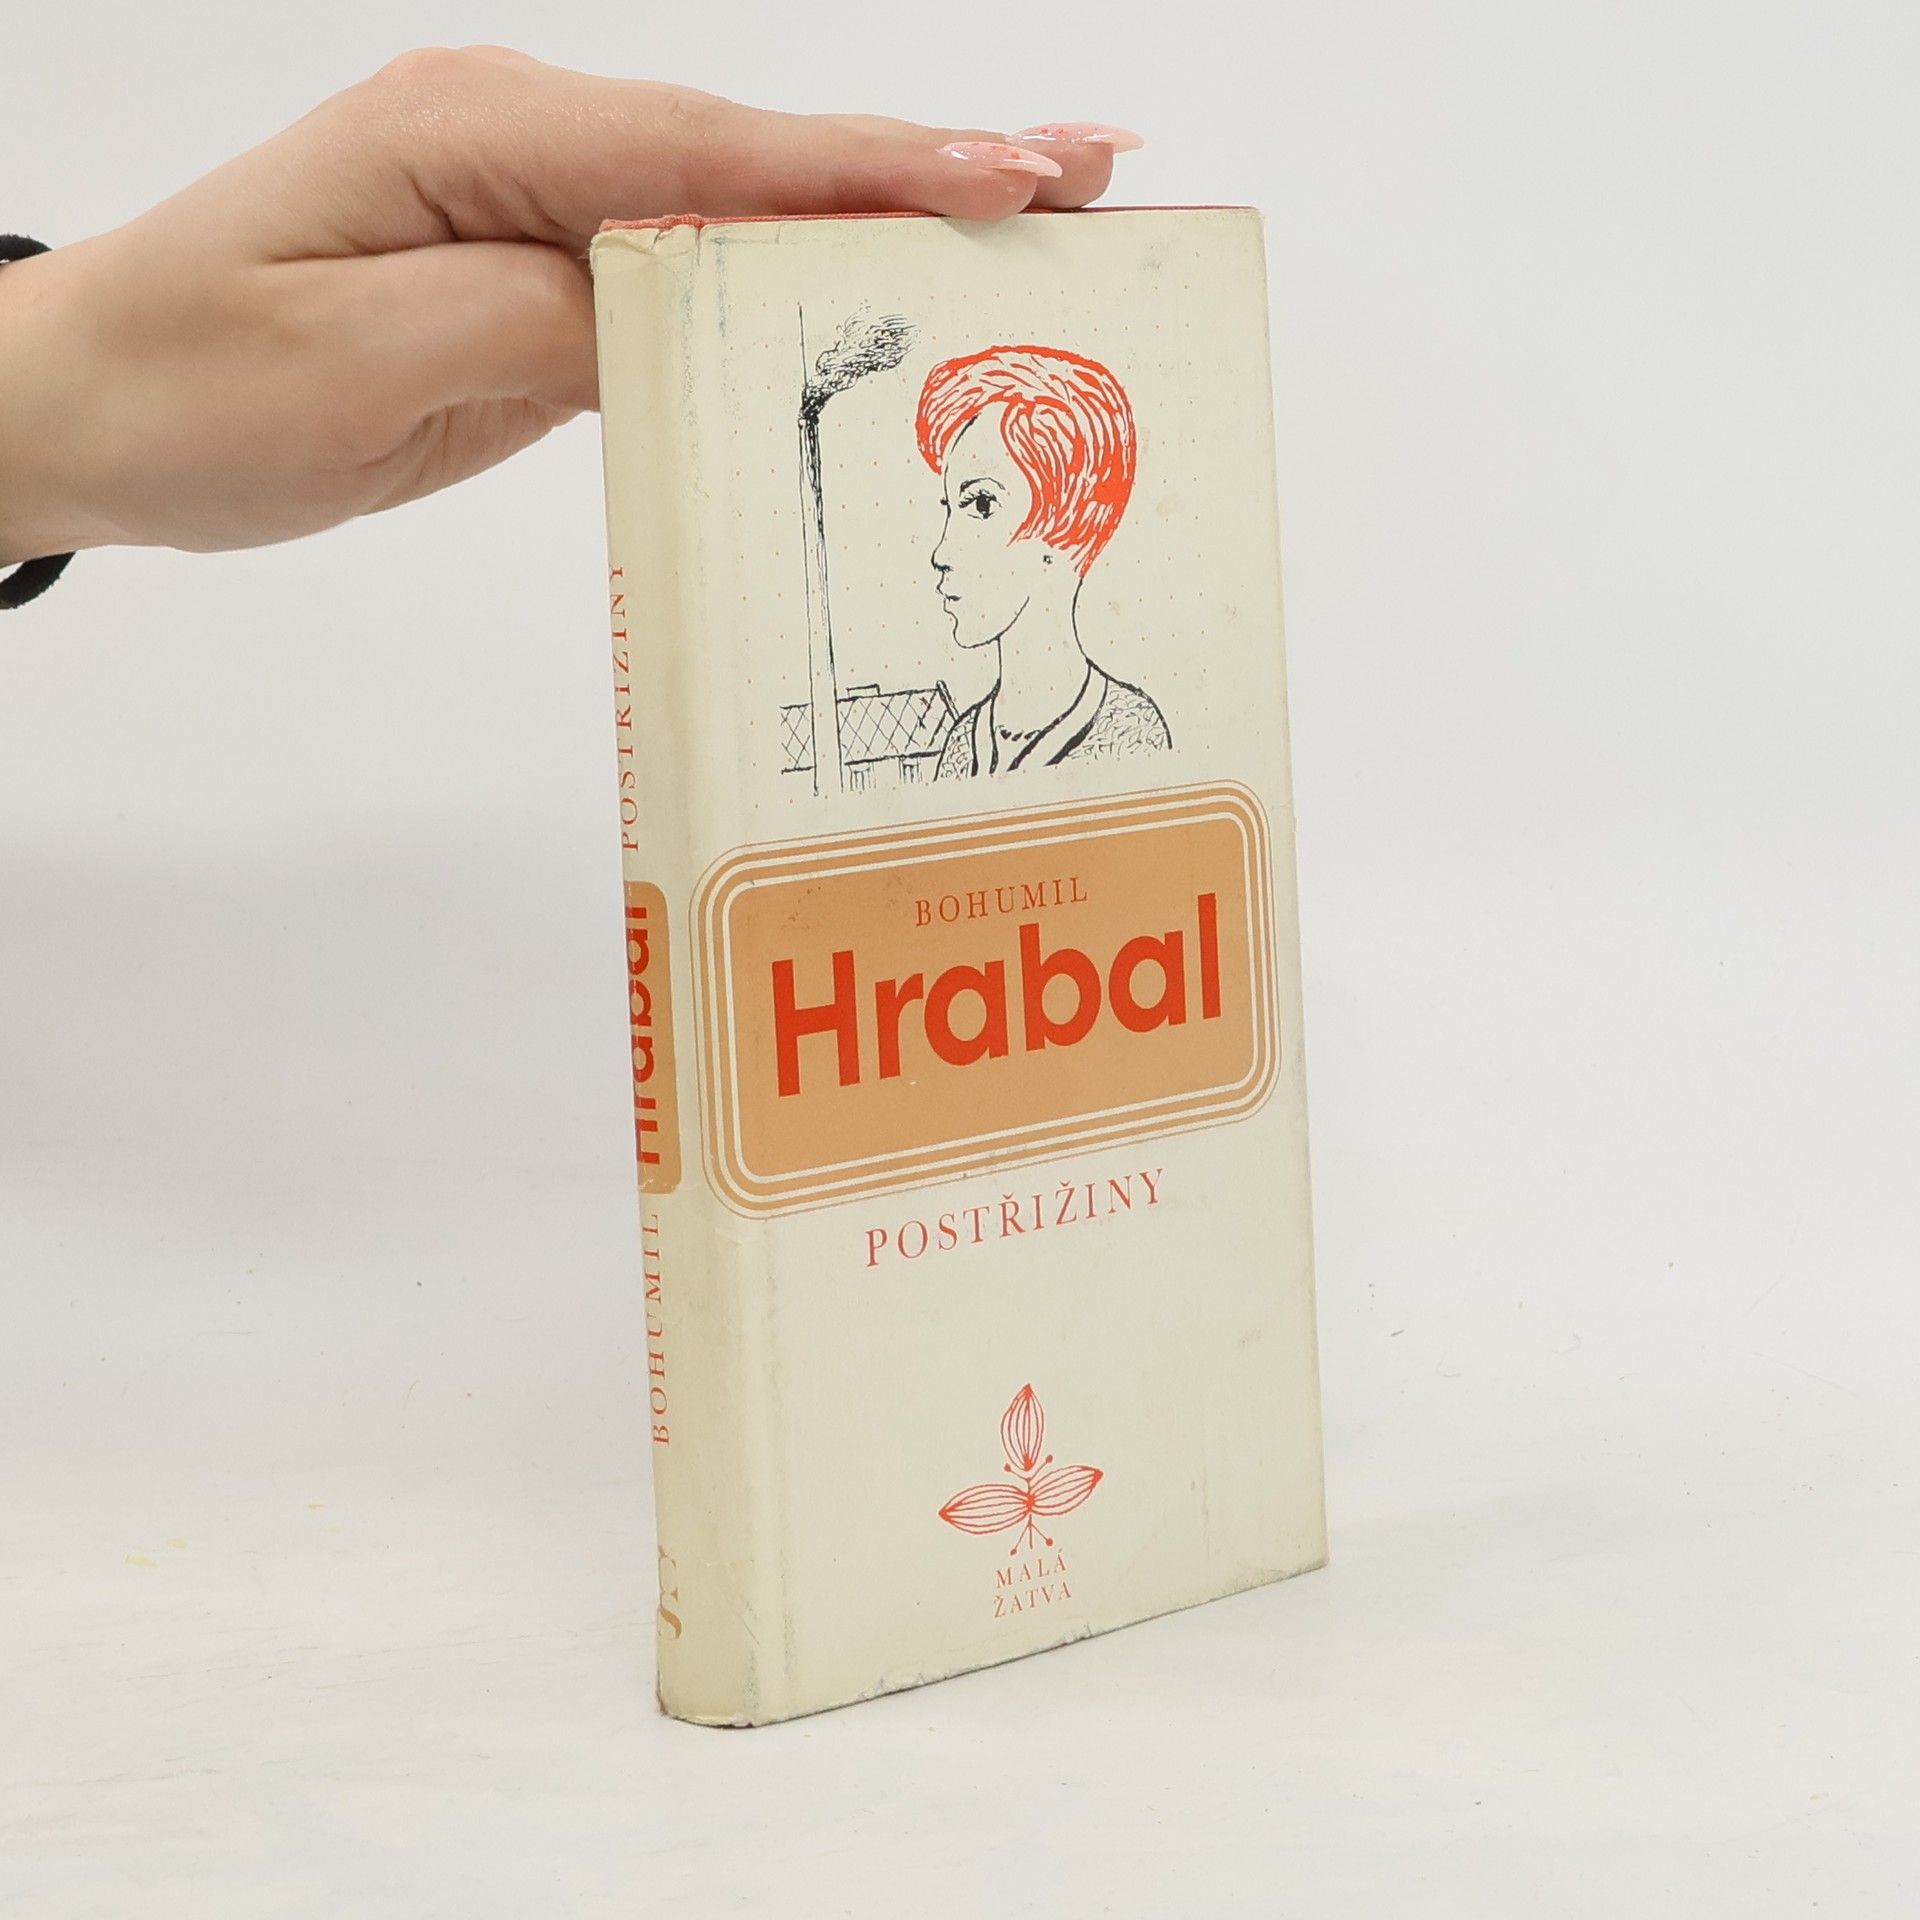 BOHUMIL
Hrabal
POSTŘIŽINY
MALÁ
ŽATVA
BOHUMIL Hrabal POSTŘIŽINY